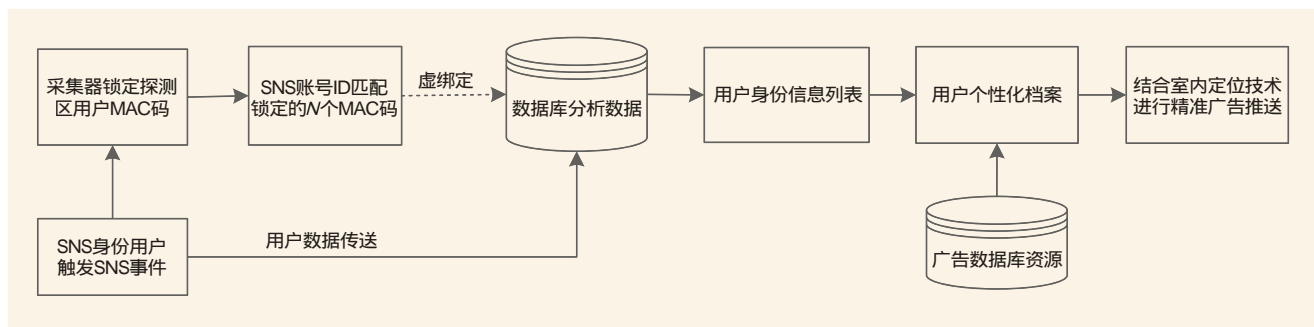 采集器锁定探测
区用户MAC码
SNS账号ID匹配
锁定的N个MAC码
虚绑定
数据库分析数据
用户身份信息列表
用户个性化档案
结合室内定位技术
进行精准广告推送
SNS身份用户
触发SNS事件
用户数据传送
广告数据库资源